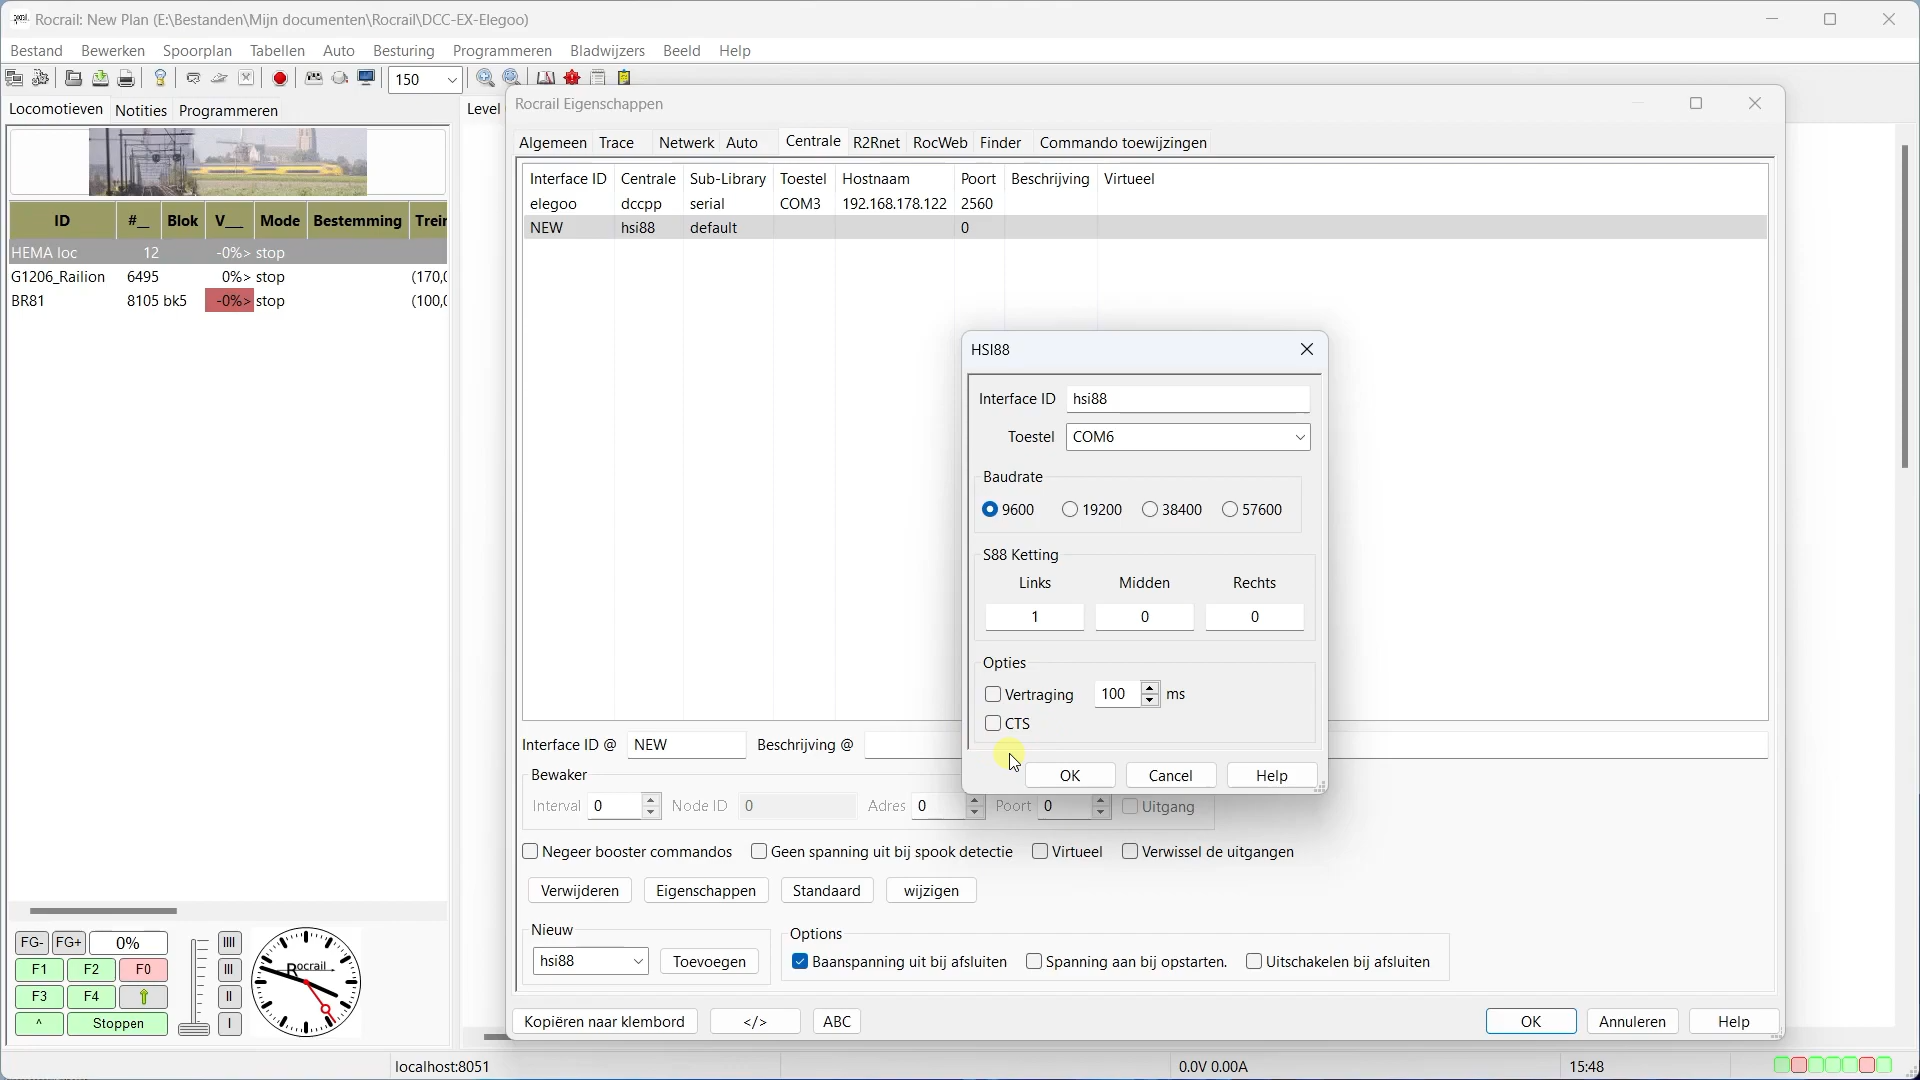 Rocrail: New Plan (E:\Bestanden\Mijn documenten\Rocrail\DCC-EX-Elegoo)
Bestand Bewerken Spoorplan Tabellen Auto Besturing Programmeren Bladwijzers Beeld Help
150
Locomotieven Notities Programmeren
Level
ID #__ Blok V___ Mode Bestemming Trein
HEMA loc 12 -0%> stop
G1206_Railion 6495 0%> stop (170,0
BR81 8105 bk5 -0%> stop (100,0
Rocrail Eigenschappen
Algemeen Trace Netwerk Auto Centrale R2Rnet RocWeb Finder Commando toewijzingen
Interface ID Centrale Sub-Library Toestel Hostnaam Poort Beschrijving Virtueel
elegoo dccpp serial COM3 192.168.178.122 2560
NEW hsi88 default 0
HSI88
Interface ID hsi88
Toestel COM6
Baudrate
9600 19200 38400 57600
S88 Ketting
Links Midden Rechts
1 0 0
Opties
Vertraging 100 ms
CTS
OK Cancel Help
Interface ID @ NEW Beschrijving @
Bewaker
Interval 0 Node ID 0 Adres 0 Poort 0 Uitgang
Negeer booster commandos Geen spanning uit bij spook detectie Virtueel Verwissel de uitgangen
Verwijderen Eigenschappen Standaard wijzigen
Nieuw
hsi88 Toevoegen
Options
Baanspanning uit bij afsluiten Spanning aan bij opstarten. Uitschakelen bij afsluiten
Kopiëren naar klembord </> ABC OK Annuleren Help
FG- FG+ 0% IIII
F1 F2 F0 III
F3 F4 II
^ Stoppen I
Rocrail
localhost:8051 0.0V 0.00A 15:48